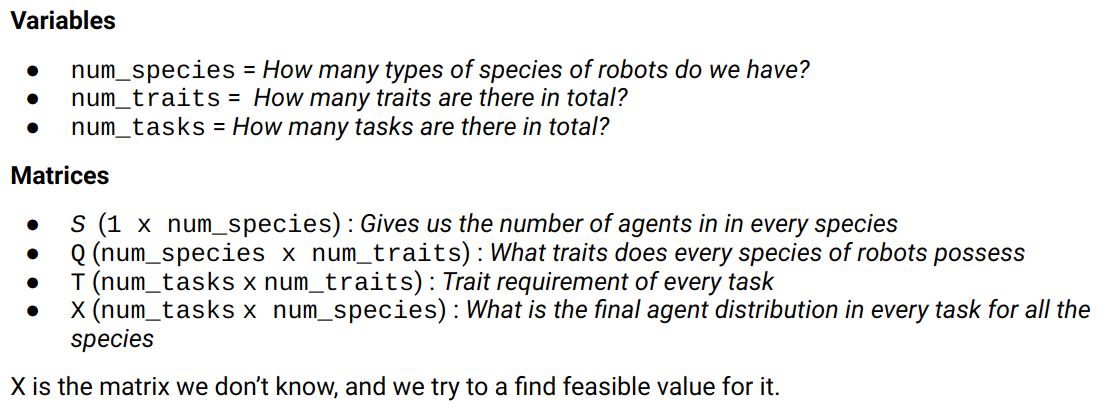 Variables
● num_species = How many types of species of robots do we have?
● num_traits = How many traits are there in total?
● num_tasks = How many tasks are there in total?
Matrices
● S (1 x num_species) : Gives us the number of agents in in every species
● Q (num_species x num_traits) : What traits does every species of robots possess
● T (num_tasks x num_traits) : Trait requirement of every task
● X (num_tasks x num_species) : What is the final agent distribution in every task for all the
species
X is the matrix we don’t know, and we try to a find feasible value for it.